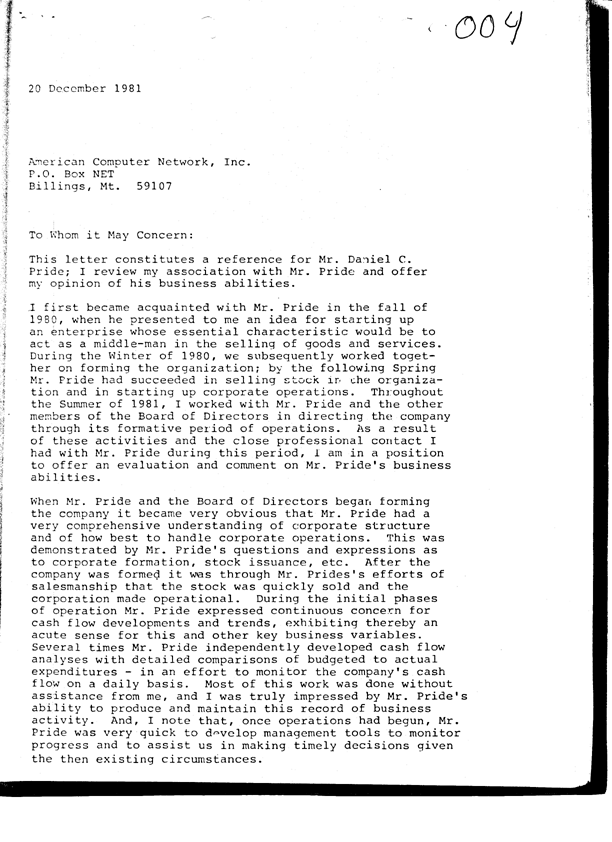 004
20 December 1981
American Computer Network, Inc.
P.O. Box NET
Billings, Mt. 59107
To Whom it May Concern:
This letter constitutes a reference for Mr. Daniel C.
Pride; I review my association with Mr. Pride and offer
my opinion of his business abilities.
I first became acquainted with Mr. Pride in the fall of
1980, when he presented to me an idea for starting up
an enterprise whose essential characteristic would be to
act as a middle-man in the selling of goods and services.
During the Winter of 1980, we subsequently worked toget-
her on forming the organization; by the following Spring
Mr. Pride had succeeded in selling stock in the organiza-
tion and in starting up corporate operations. Throughout
the Summer of 1981, I worked with Mr. Pride and the other
members of the Board of Directors in directing the company
through its formative period of operations. As a result
of these activities and the close professional contact I
had with Mr. Pride during this period, I am in a position
to offer an evaluation and comment on Mr. Pride's business
abilities.
When Mr. Pride and the Board of Directors began forming
the company it became very obvious that Mr. Pride had a
very comprehensive understanding of corporate structure
and of how best to handle corporate operations. This was
demonstrated by Mr. Pride's questions and expressions as
to corporate formation, stock issuance, etc. After the
company was formed it was through Mr. Prides's efforts of
salesmanship that the stock was quickly sold and the
corporation made operational. During the initial phases
of operation Mr. Pride expressed continuous concern for
cash flow developments and trends, exhibiting thereby an
acute sense for this and other key business variables.
Several times Mr. Pride independently developed cash flow
analyses with detailed comparisons of budgeted to actual
expenditures - in an effort to monitor the company's cash
flow on a daily basis. Most of this work was done without
assistance from me, and I was truly impressed by Mr. Pride's
ability to produce and maintain this record of business
activity. And, I note that, once operations had begun, Mr.
Pride was very quick to develop management tools to monitor
progress and to assist us in making timely decisions given
the then existing circumstances.